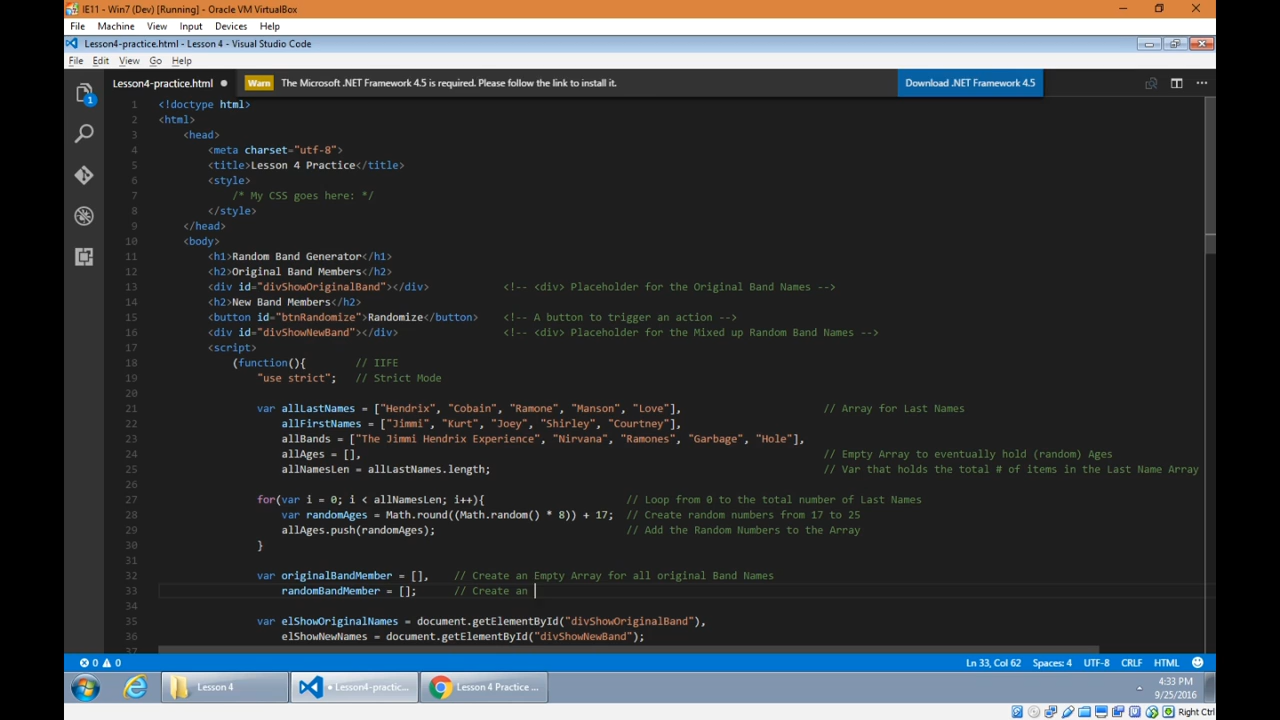 IE11 - Win7 (Dev) [Running] - Oracle VM VirtualBox
File Machine View Input Devices Help
Lesson4-practice.html - Lesson 4 - Visual Studio Code
File Edit View Go Help
Lesson4-practice.html
Warn The Microsoft .NET Framework 4.5 is required. Please follow the link to install it.
Download .NET Framework 4.5
1 <!doctype html>
2 <html>
3 <head>
4 <meta charset="utf-8">
5 <title>Lesson 4 Practice</title>
6 <style>
7 /* My CSS goes here: */
8 </style>
9 </head>
10 <body>
11 <h1>Random Band Generator</h1>
12 <h2>Original Band Members</h2>
13 <div id="divShowOriginalBand"></div> <!-- <div> Placeholder for the Original Band Names -->
14 <h2>New Band Members</h2>
15 <button id="btnRandomize">Randomize</button> <!-- A button to trigger an action -->
16 <div id="divShowNewBand"></div> <!-- <div> Placeholder for the Mixed up Random Band Names -->
17 <script>
18 (function(){ // IIFE
19 "use strict"; // Strict Mode
20
21 var allLastNames = ["Hendrix", "Cobain", "Ramone", "Manson", "Love"], // Array for Last Names
22 allFirstNames = ["Jimmi", "Kurt", "Joey", "Shirley", "Courtney"],
23 allBands = ["The Jimmi Hendrix Experience", "Nirvana", "Ramones", "Garbage", "Hole"],
24 allAges = [], // Empty Array to eventually hold (random) Ages
25 allNamesLen = allLastNames.length; // Var that holds the total # of items in the Last Name Array
26
27 for(var i = 0; i < allNamesLen; i++){ // Loop from 0 to the total number of Last Names
28 var randomAges = Math.round((Math.random() * 8)) + 17; // Create random numbers from 17 to 25
29 allAges.push(randomAges); // Add the Random Numbers to the Array
30 }
31
32 var originalBandMember = [], // Create an Empty Array for all original Band Names
33 randomBandMember = []; // Create an
34
35 var elShowOriginalNames = document.getElementById("divShowOriginalBand"),
36 elShowNewNames = document.getElementById("divShowNewBand");
37
0 0 Ln 33, Col 62 Spaces: 4 UTF-8 CRLF HTML
Lesson 4
Lesson4-practic...
Lesson 4 Practice ...
4:33 PM
9/25/2016
Right Ctrl
1